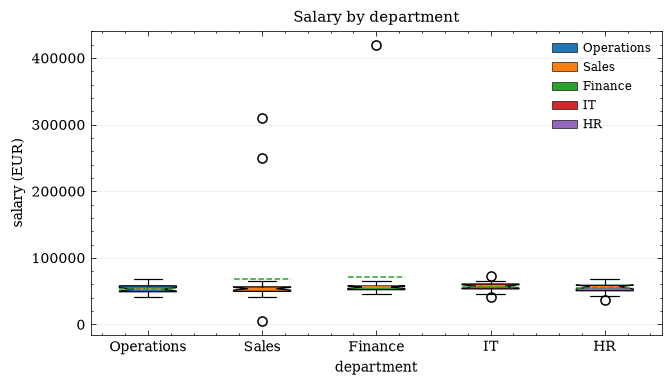 Salary by department
salary (EUR)
400000
300000
200000
100000
0
Operations
Sales
Finance
IT
HR
Operations Sales Finance IT HR
department